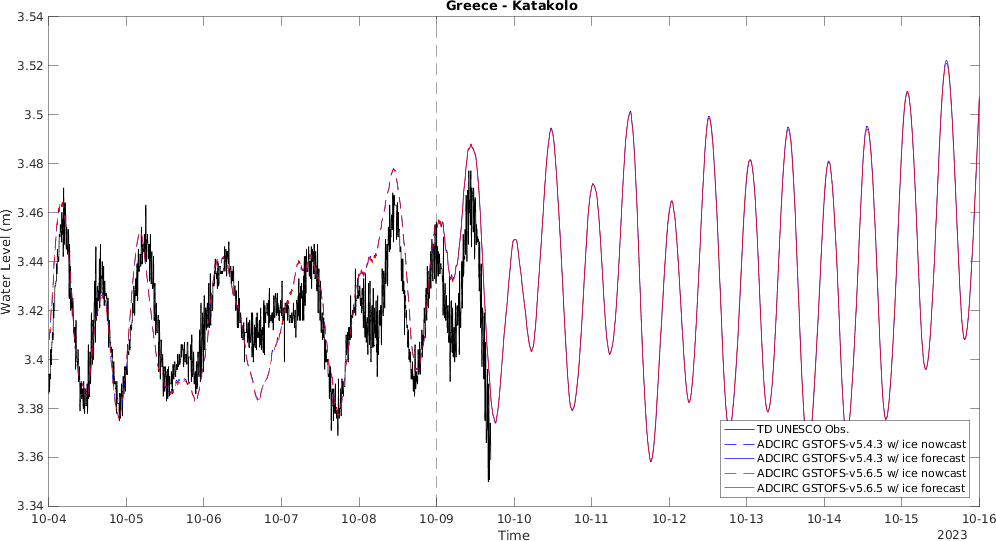 Greece - Katakolo
3.54
3.52
3.5
3.48
3.46
3.44
3.42
3.4
3.38
3.36
3.34
Water Level (m)
TD UNESCO Obs.
ADCIRC GSTOFS-v5.4.3 w/ ice nowcast
ADCIRC GSTOFS-v5.4.3 w/ ice forecast
ADCIRC GSTOFS-v5.6.5 w/ ice nowcast
ADCIRC GSTOFS-v5.6.5 w/ ice forecast
10-04 10-05 10-06 10-07 10-08 10-09 10-10 10-11 10-12 10-13 10-14 10-15 10-16
Time
2023